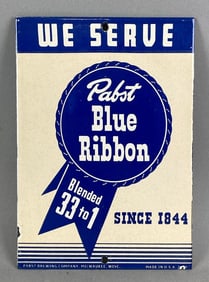 WE SERVE
Pabst
Blue
Ribbon
Blended
33 to 1
SINCE 1844
PABST BREWING COMPANY, MILWAUKEE, WISC. MADE IN U.S.A.